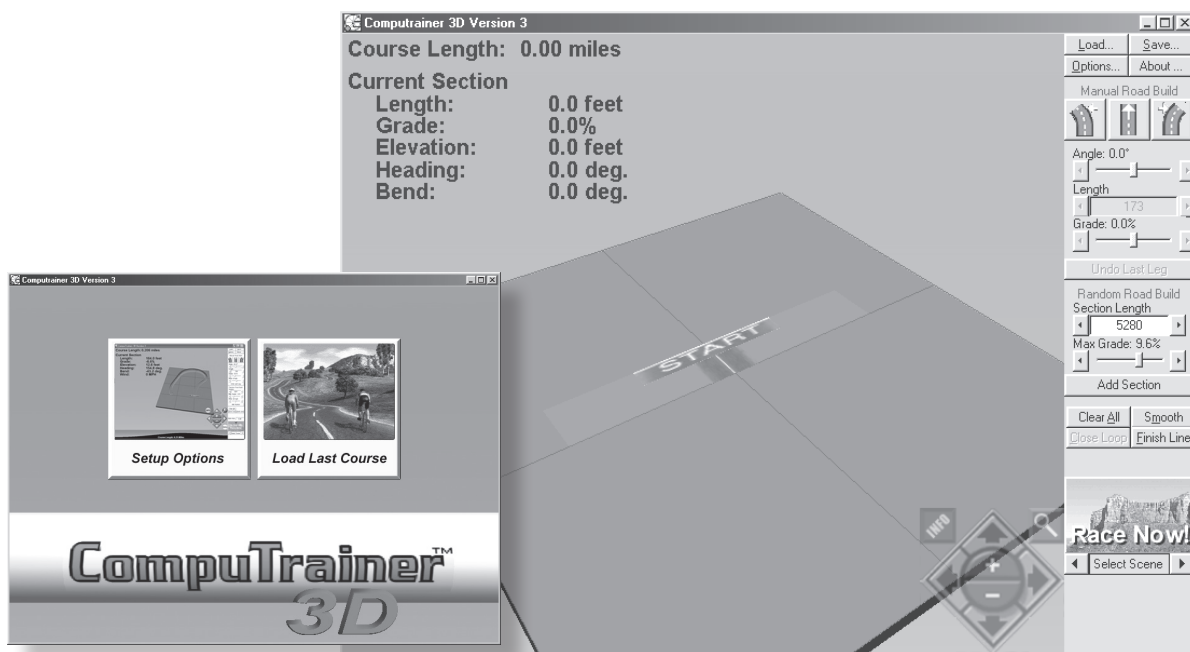 Computrainer 3D Version 3
Course Length: 0.00 miles
Current Section
Length: 0.0 feet
Grade: 0.0%
Elevation: 0.0 feet
Heading: 0.0 deg.
Bend: 0.0 deg.
START
INFO
+
−
Load... Save...
Options... About ...
Manual Road Build
Angle: 0.0°
Length
173
Grade: 0.0%
Undo Last Leg
Random Road Build
Section Length
5280
Max Grade: 9.6%
Add Section
Clear All Smooth
Close Loop Finish Line
Race Now!
Select Scene
Computrainer 3D Version 3
Setup Options Load Last Course
CompuTrainer™
3D